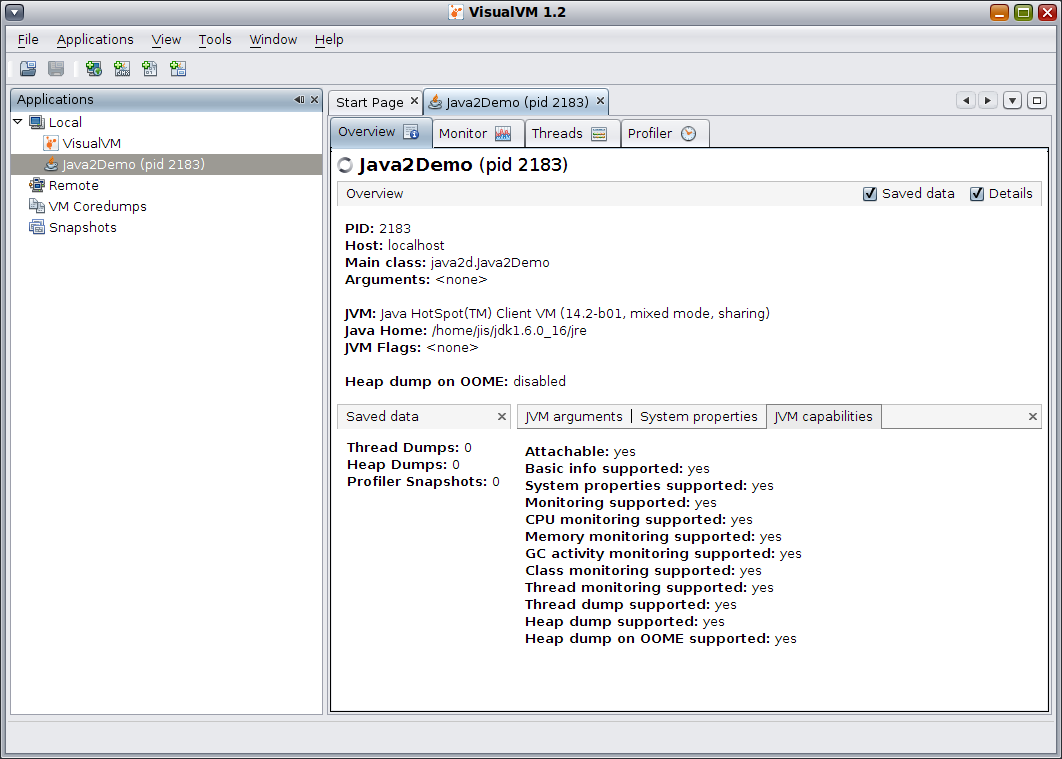 VisualVM 1.2
File Applications View Tools Window Help
Applications
Local
VisualVM
Java2Demo (pid 2183)
Remote
VM Coredumps
Snapshots
Start Page Java2Demo (pid 2183)
Overview Monitor Threads Profiler
Java2Demo (pid 2183)
Overview Saved data Details
PID: 2183
Host: localhost
Main class: java2d.Java2Demo
Arguments: <none>
JVM: Java HotSpot(TM) Client VM (14.2-b01, mixed mode, sharing)
Java Home: /home/jis/jdk1.6.0_16/jre
JVM Flags: <none>
Heap dump on OOME: disabled
Saved data
Thread Dumps: 0
Heap Dumps: 0
Profiler Snapshots: 0
JVM arguments System properties JVM capabilities
Attachable: yes
Basic info supported: yes
System properties supported: yes
Monitoring supported: yes
CPU monitoring supported: yes
Memory monitoring supported: yes
GC activity monitoring supported: yes
Class monitoring supported: yes
Thread monitoring supported: yes
Thread dump supported: yes
Heap dump supported: yes
Heap dump on OOME supported: yes